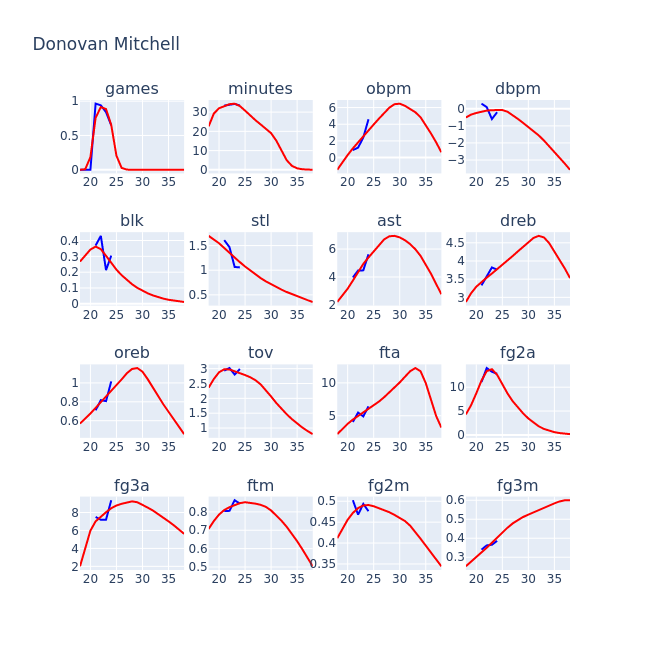 Donovan Mitchell
games minutes obpm dbpm
1 0.5 0 20 25 30 35
30 20 10 0 20 25 30 35
6 4 2 0 20 25 30 35
0 −1 −2 −3 20 25 30 35
blk stl ast dreb
0.4 0.3 0.2 0.1 0 20 25 30 35
1.5 1 0.5 20 25 30 35
6 4 2 20 25 30 35
4.5 4 3.5 3 20 25 30 35
oreb tov fta fg2a
1 0.8 0.6 20 25 30 35
3 2.5 2 1.5 1 20 25 30 35
10 5 20 25 30 35
10 5 0 20 25 30 35
fg3a ftm fg2m fg3m
8 6 4 2 20 25 30 35
0.8 0.7 0.6 0.5 20 25 30 35
0.5 0.45 0.4 0.35 20 25 30 35
0.6 0.5 0.4 0.3 20 25 30 35